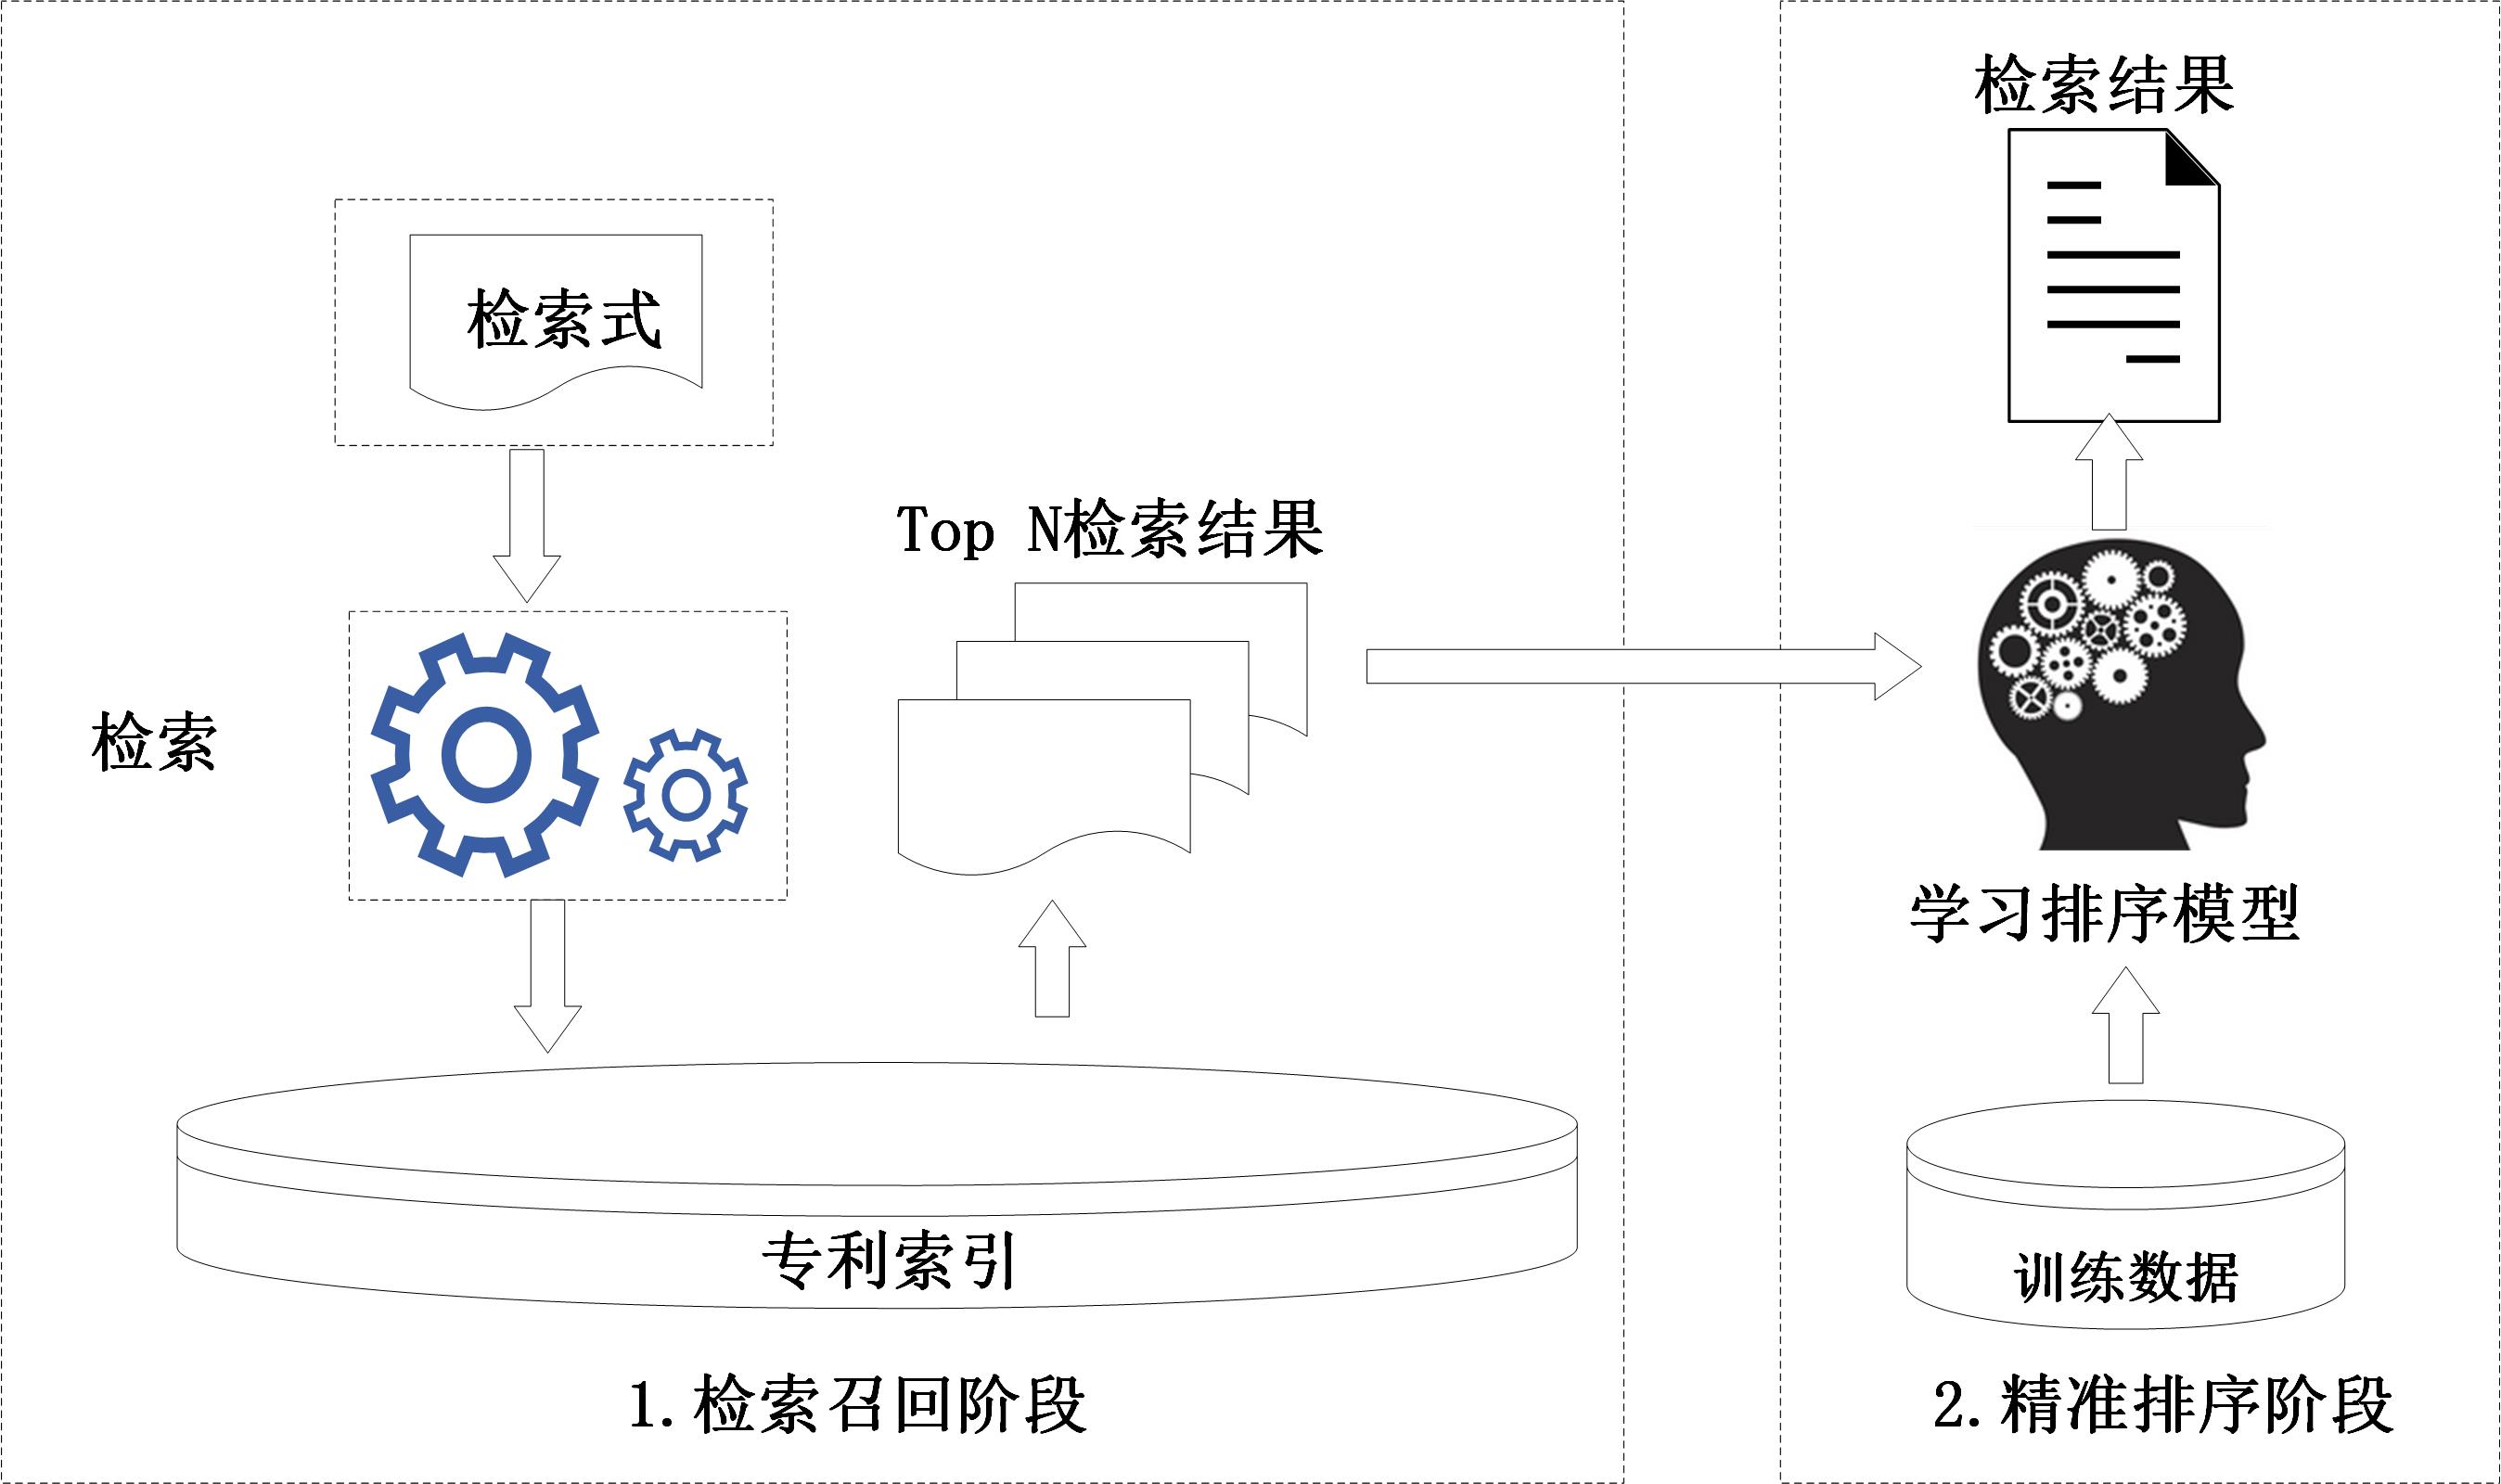 检索式
检索
Top N检索结果
专利索引
1.检索召回阶段
检索结果
学习排序模型
训练数据
2.精准排序阶段